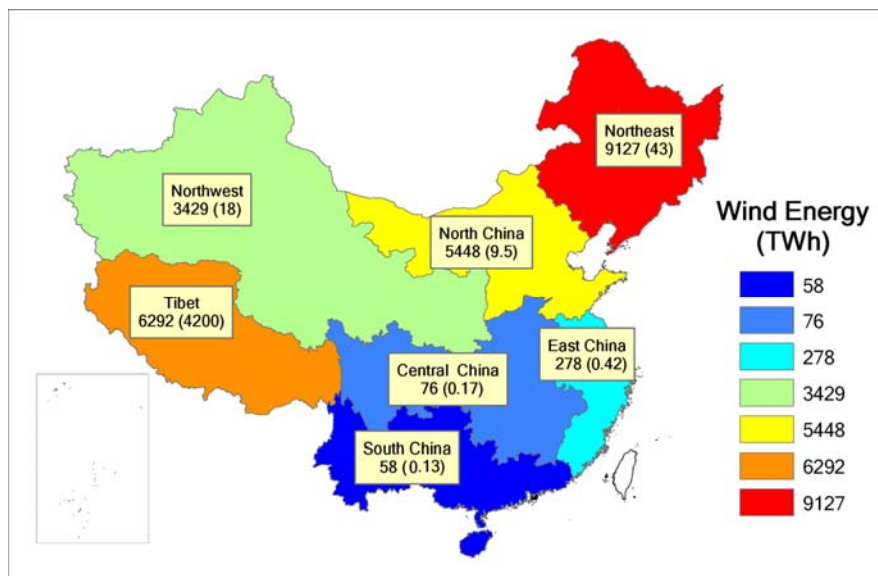 Northeast
9127 (43)
Northwest
3429 (18)
North China
5448 (9.5)
Tibet
6292 (4200)
East China
278 (0.42)
Central China
76 (0.17)
South China
58 (0.13)
Wind Energy
(TWh)
58
76
278
3429
5448
6292
9127